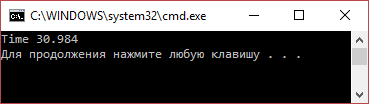 C:\WINDOWS\system32\cmd.exe
Time 30.984
Для продолжения нажмите любую клавишу . . .